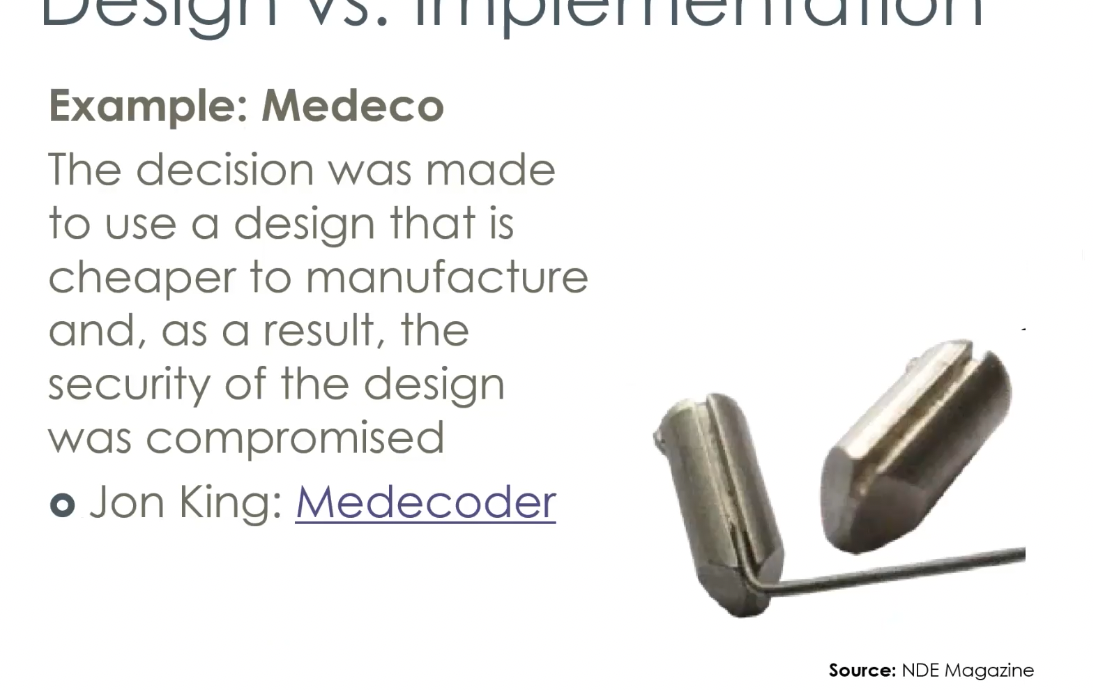 Design vs. Implementation
Example: Medeco
The decision was made
to use a design that is
cheaper to manufacture
and, as a result, the
security of the design
was compromised
Jon King: Medecoder
Source: NDE Magazine